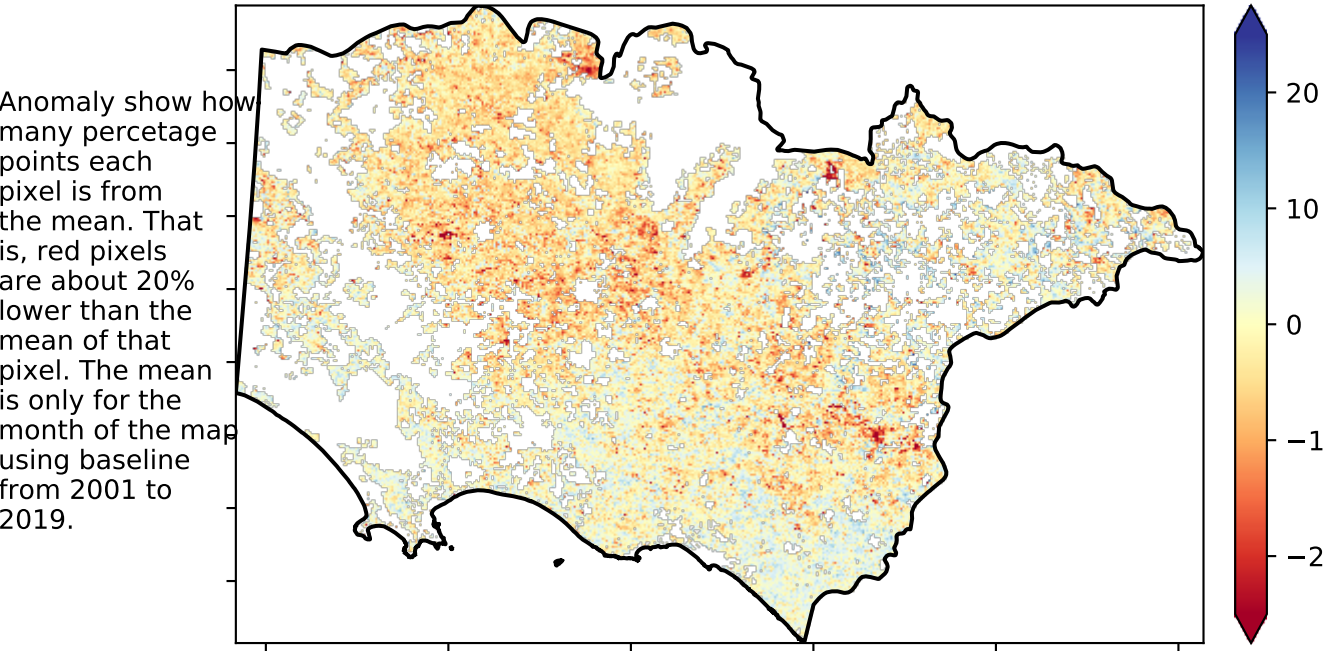 Anomaly show how
many percetage
points each
pixel is from
the mean. That
is, red pixels
are about 20%
lower than the
mean of that
pixel. The mean
is only for the
month of the map
using baseline
from 2001 to
2019.
20
10
0
−1
−2